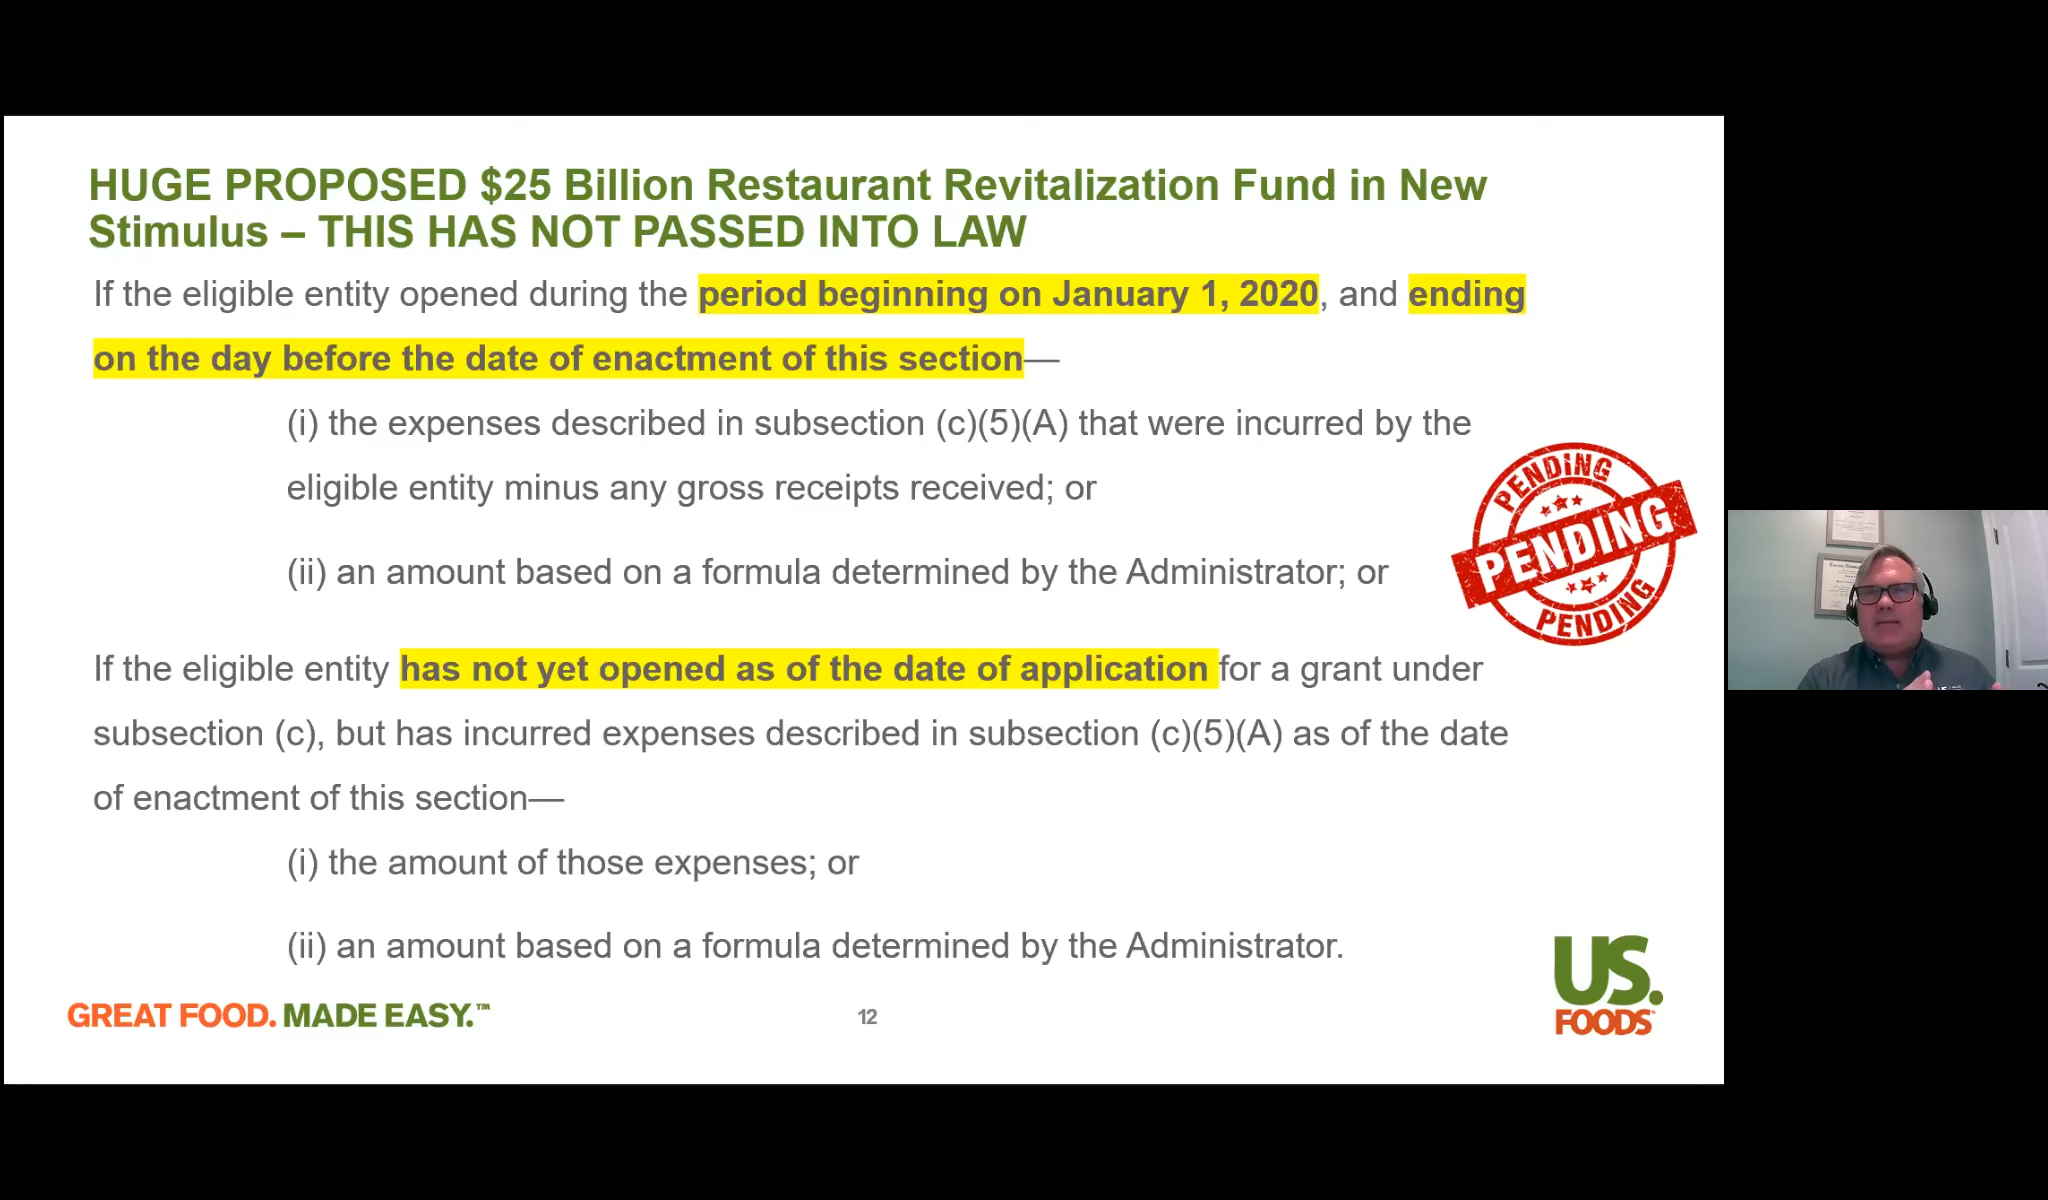 HUGE PROPOSED $25 Billion Restaurant Revitalization Fund in New
Stimulus – THIS HAS NOT PASSED INTO LAW
If the eligible entity opened during the period beginning on January 1, 2020, and ending
on the day before the date of enactment of this section—
(i) the expenses described in subsection (c)(5)(A) that were incurred by the
eligible entity minus any gross receipts received; or
(ii) an amount based on a formula determined by the Administrator; or
PENDING
PENDING
PENDING
If the eligible entity has not yet opened as of the date of application for a grant under
subsection (c), but has incurred expenses described in subsection (c)(5)(A) as of the date
of enactment of this section—
(i) the amount of those expenses; or
(ii) an amount based on a formula determined by the Administrator.
GREAT FOOD. MADE EASY.™
12
US.
FOODS®